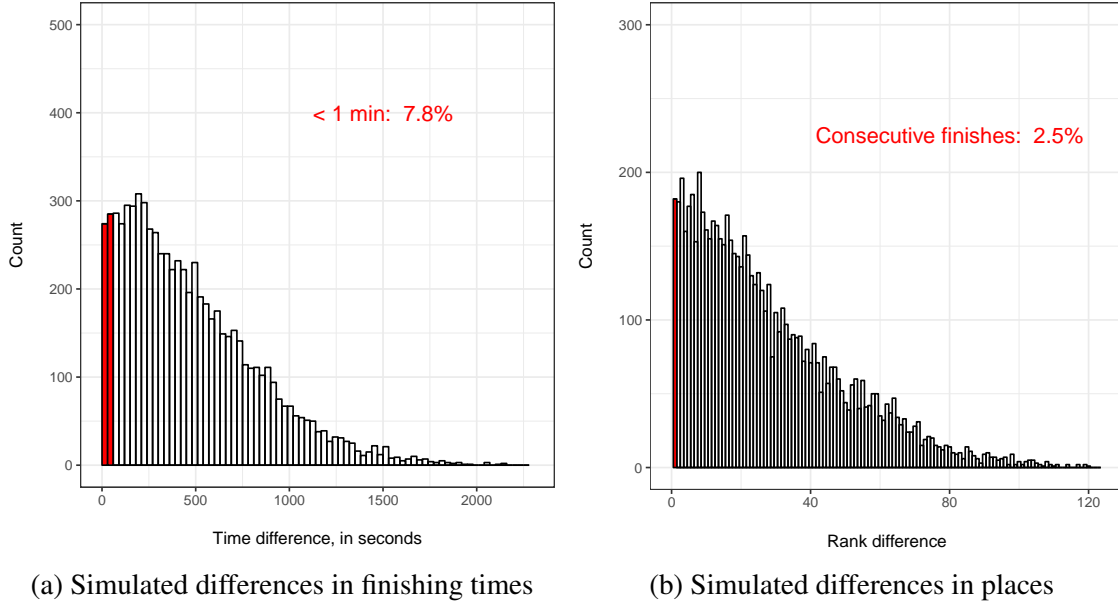 500
400
300
200
100
0
Count
< 1 min: 7.8%
0
500
1000
1500
2000
Time difference, in seconds
(a) Simulated differences in finishing times
300
200
100
0
Count
Consecutive finishes: 2.5%
0
40
80
120
Rank difference
(b) Simulated differences in places